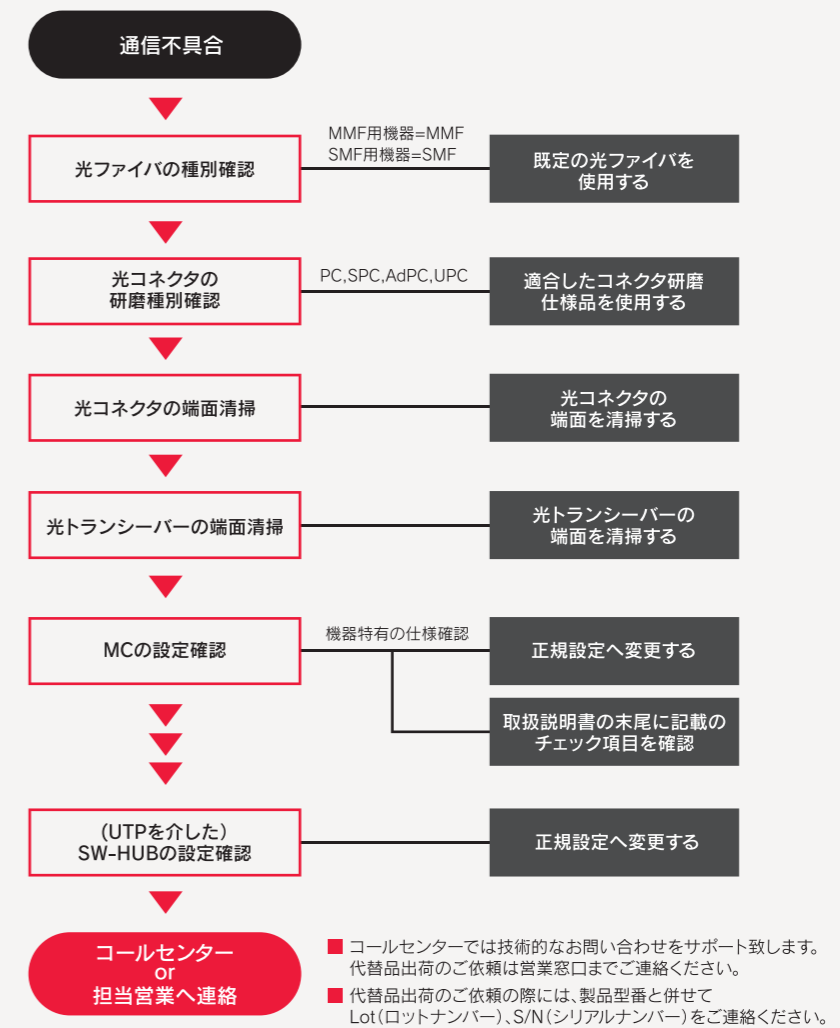 通信不具合
光ファイバの種別確認
MMF用機器=MMF
SMF用機器=SMF
既定の光ファイバを
使用する
光コネクタの
研磨種別確認
PC,SPC,AdPC,UPC
適合したコネクタ研磨
仕様品を使用する
光コネクタの端面清掃
光コネクタの
端面を清掃する
光トランシーバーの端面清掃
光トランシーバーの
端面を清掃する
MCの設定確認
機器特有の仕様確認
正規設定へ変更する
取扱説明書の末尾に記載の
チェック項目を確認
(UTPを介した)
SW-HUBの設定確認
正規設定へ変更する
コールセンター
or
担当営業へ連絡
■ コールセンターでは技術的なお問い合わせをサポート致します。
代替品出荷のご依頼は営業窓口までご連絡ください。
■ 代替品出荷のご依頼の際には、製品型番と併せて
Lot(ロットナンバー)、S/N(シリアルナンバー)をご連絡ください。